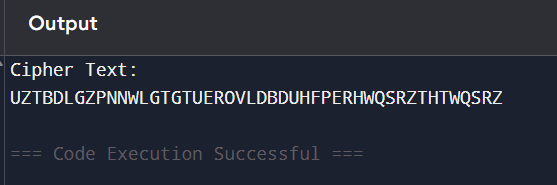 Output
Cipher Text:
UZTBDLGZPNNWLGTGTUEROVLDBDUHFPERHWQSRZTHTWQSRZ
=== Code Execution Successful ===